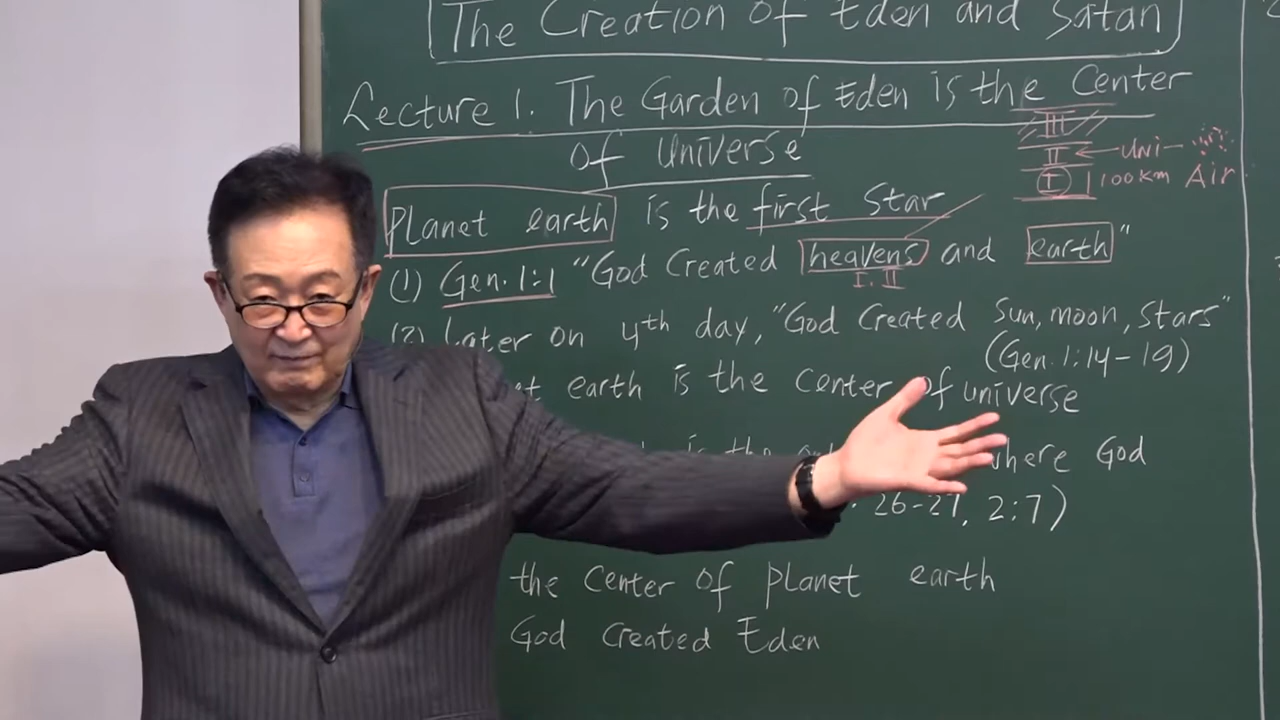 The Creation of Eden and Satan
Lecture 1. The Garden of Eden is the Center
of Universe
III
II ← UNI
I 100km Air
Planet earth is the first Star
(1) Gen. 1:1 "God Created heavens and earth"
I. II
(2) Later on 4th day, "God Created Sun, moon, Stars"
(Gen. 1:14-19)
earth is the Center of universe
is the where God
26-27, 2:7)
the Center of planet earth
God Created Eden